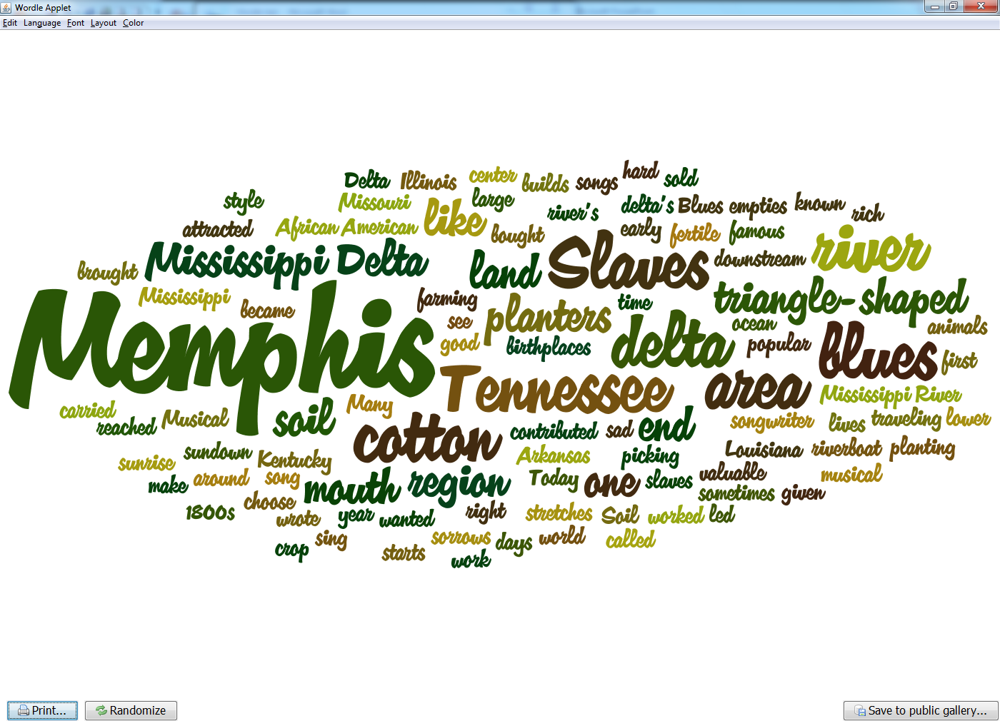 Wordle Applet
Edit Language Font Layout Color
hard
Delta Illinois center builds songs sold
style Missouri like large river's delta's Blues empties known rich
attracted African American bought early fertile famous
Mississippi Delta land Slaves downstream river
brought
Mississippi became farming planters time triangle-shaped
Memphis see delta ocean animals
good birthplaces popular blues first
Tennessee area Mississippi River
carried reached Musical soil Many cotton contributed sad end songwriter lives traveling lower
sunrise sundown Kentucky Arkansas picking Louisiana riverboat planting
make around song mouth region Today one slaves valuable musical
1800s choose wrote year wanted right stretches Soil worked led sometimes given
crop sing starts sorrows work days world called
Print... Randomize Save to public gallery...